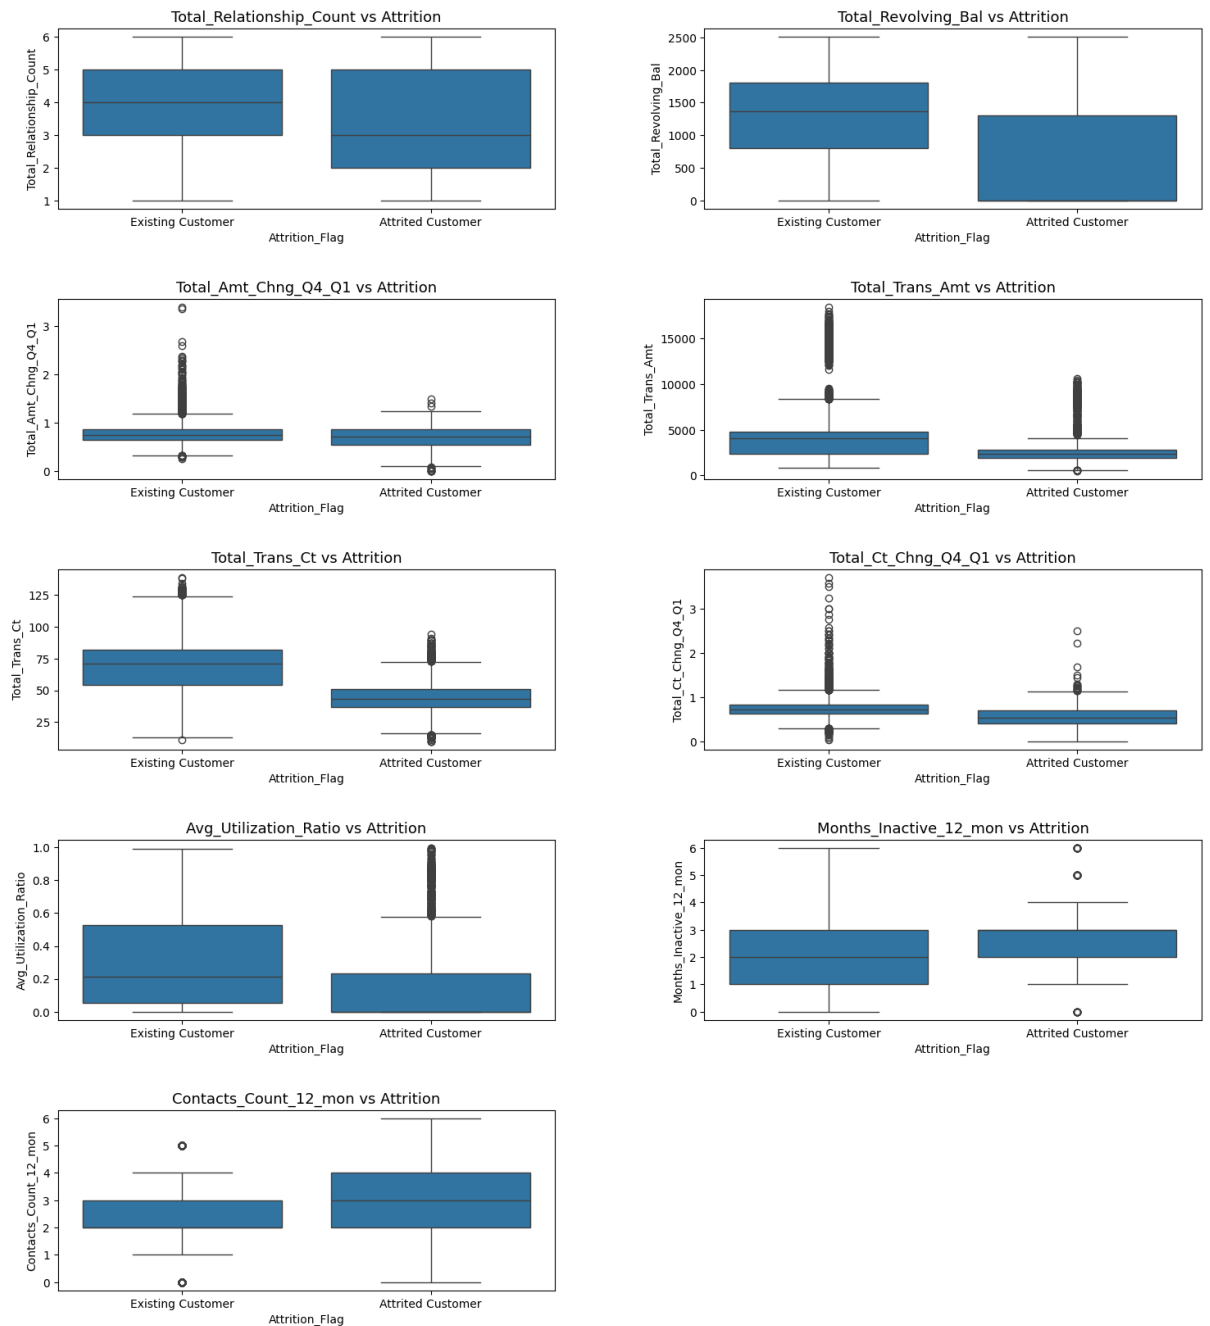 Total_Relationship_Count vs Attrition
Total_Relationship_Count
6
5
4
3
2
1
Existing Customer
Attrited Customer
Attrition_Flag
Total_Revolving_Bal vs Attrition
Total_Revolving_Bal
2500
2000
1500
1000
500
0
Existing Customer
Attrited Customer
Attrition_Flag
Total_Amt_Chng_Q4_Q1 vs Attrition
Total_Amt_Chng_Q4_Q1
3
2
1
0
Existing Customer
Attrited Customer
Attrition_Flag
Total_Trans_Amt vs Attrition
Total_Trans_Amt
15000
10000
5000
0
Existing Customer
Attrited Customer
Attrition_Flag
Total_Trans_Ct vs Attrition
Total_Trans_Ct
125
100
75
50
25
Existing Customer
Attrited Customer
Attrition_Flag
Total_Ct_Chng_Q4_Q1 vs Attrition
Total_Ct_Chng_Q4_Q1
3
2
1
0
Existing Customer
Attrited Customer
Attrition_Flag
Avg_Utilization_Ratio vs Attrition
Avg_Utilization_Ratio
1.0
0.8
0.6
0.4
0.2
0.0
Existing Customer
Attrited Customer
Attrition_Flag
Months_Inactive_12_mon vs Attrition
Months_Inactive_12_mon
6
5
4
3
2
1
0
Existing Customer
Attrited Customer
Attrition_Flag
Contacts_Count_12_mon vs Attrition
Contacts_Count_12_mon
6
5
4
3
2
1
0
Existing Customer
Attrited Customer
Attrition_Flag